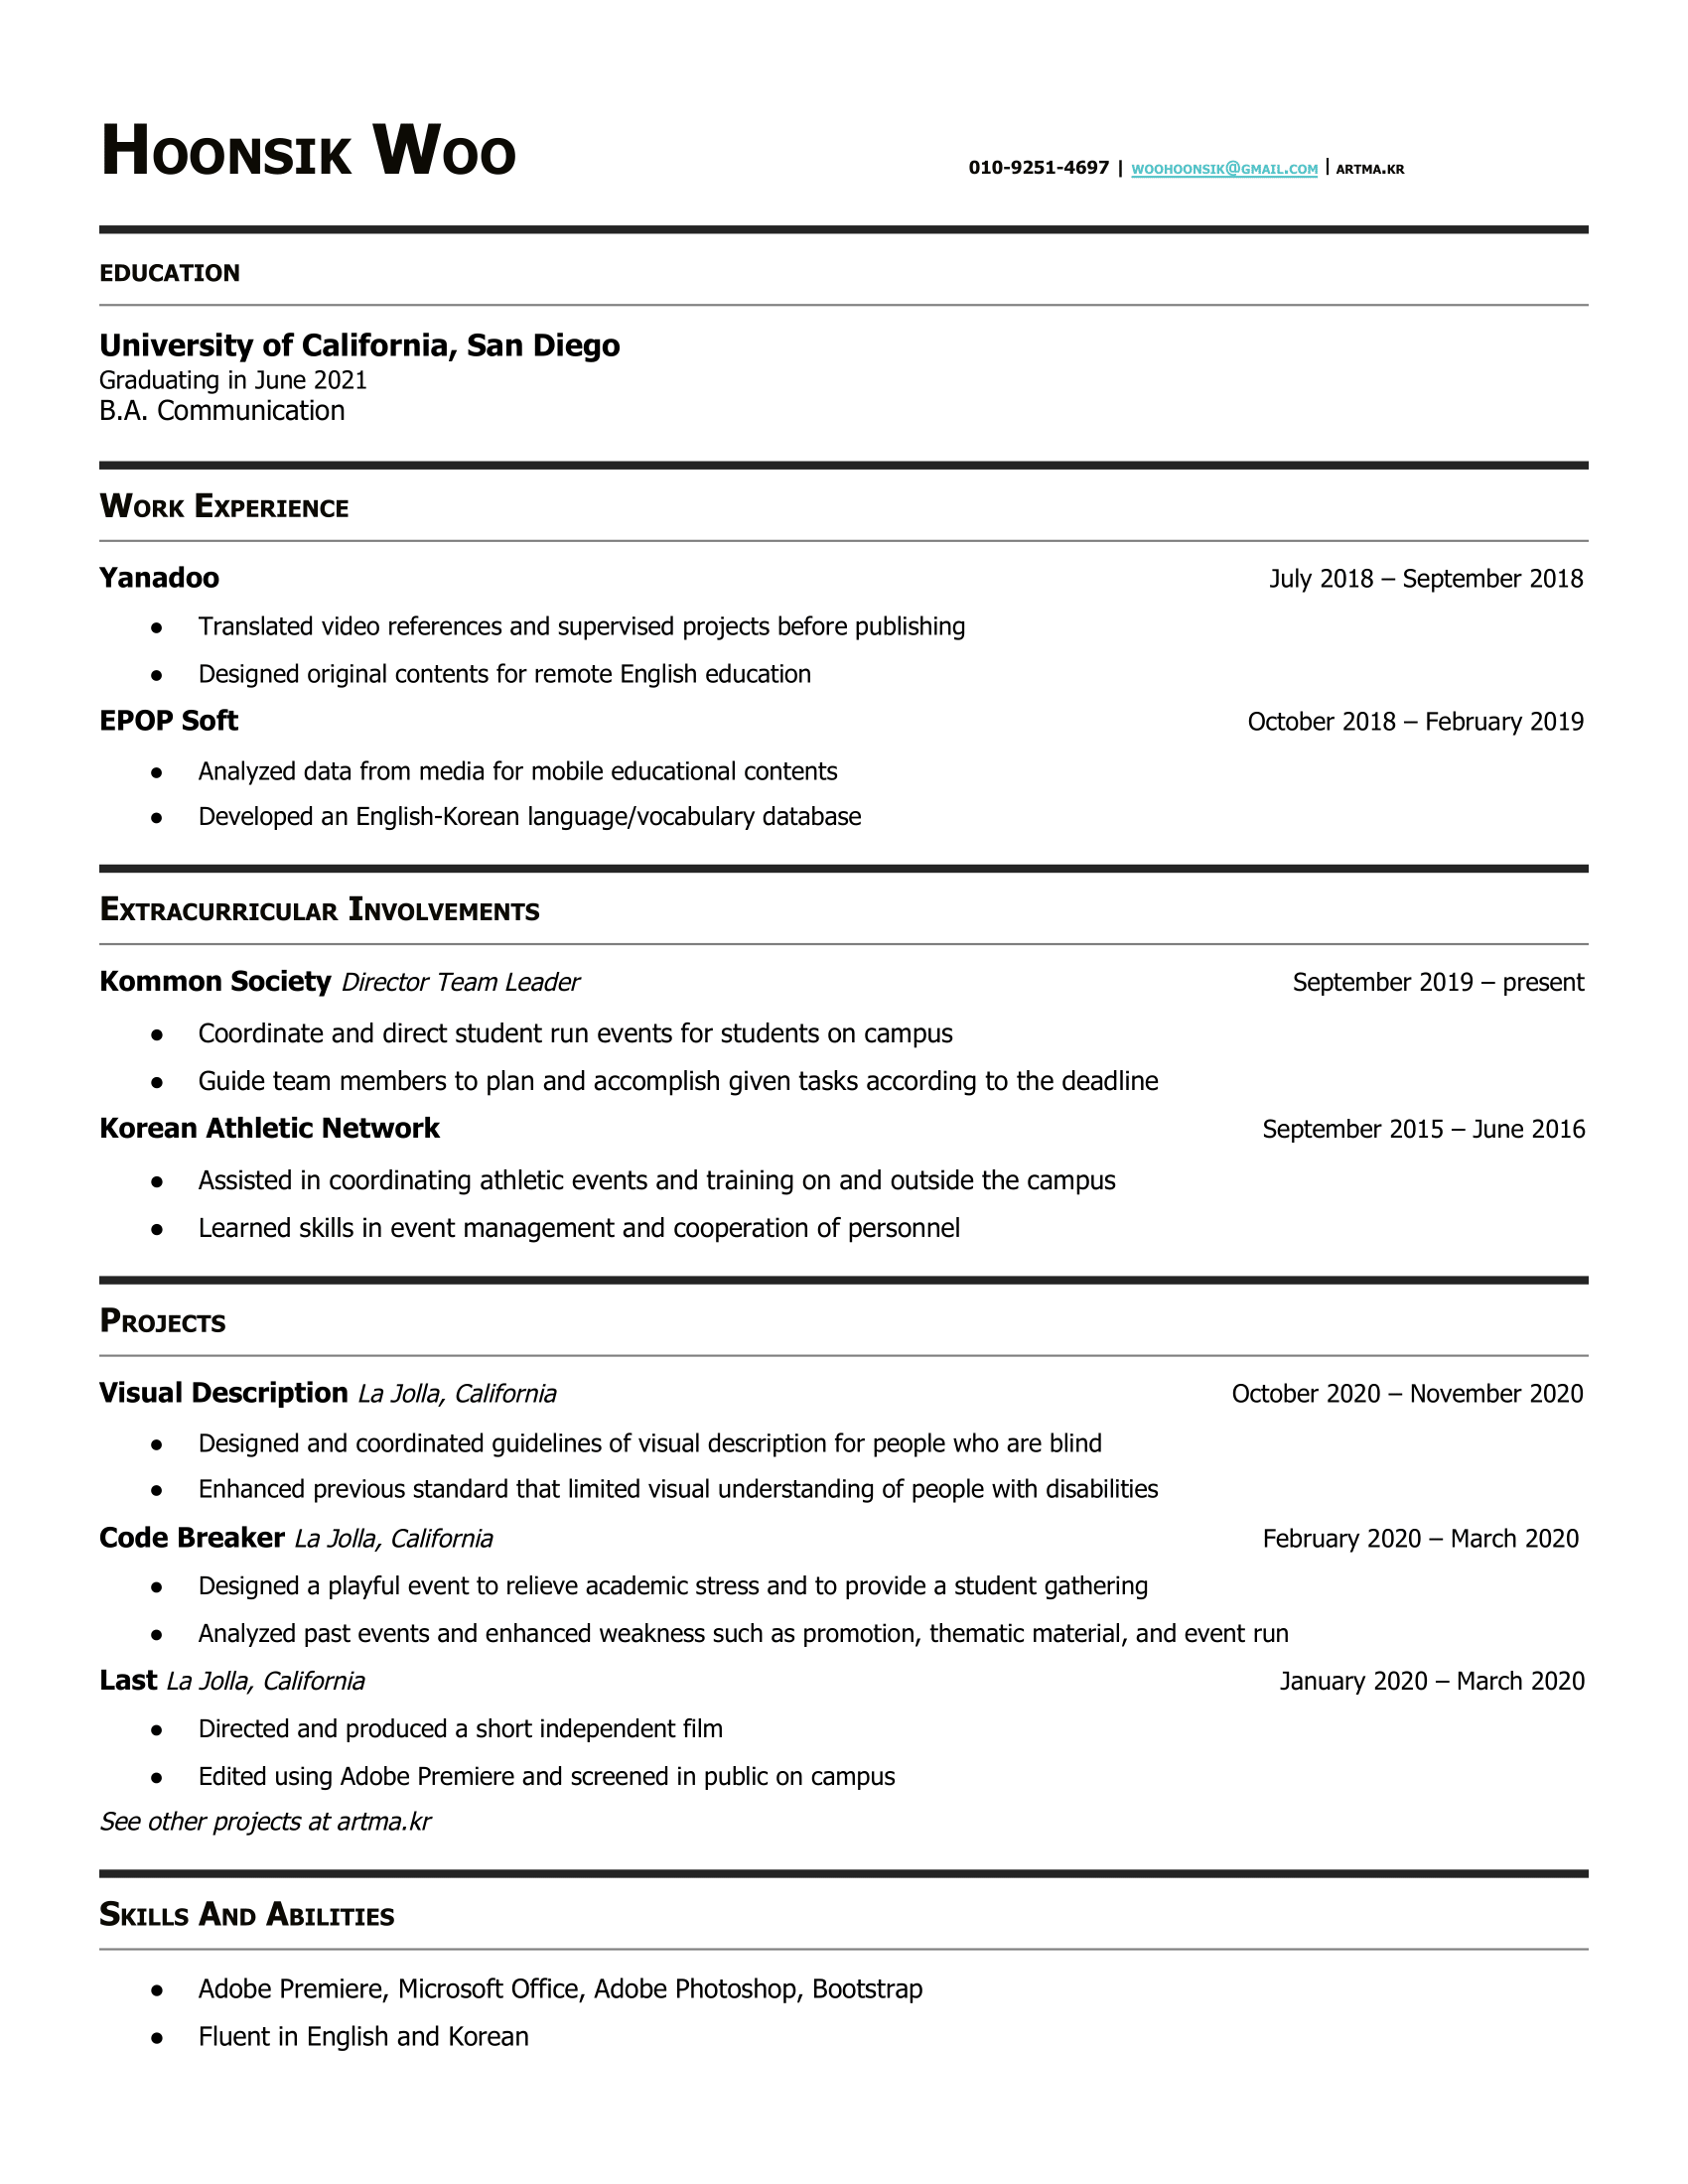 Hoonsik Woo
010-9251-4697 | woohoonsik@gmail.com | artma.kr
EDUCATION
University of California, San Diego
Graduating in June 2021
B.A. Communication
Work Experience
Yanadoo July 2018 – September 2018
● Translated video references and supervised projects before publishing
● Designed original contents for remote English education
EPOP Soft October 2018 – February 2019
● Analyzed data from media for mobile educational contents
● Developed an English-Korean language/vocabulary database
Extracurricular Involvements
Kommon Society Director Team Leader September 2019 – present
● Coordinate and direct student run events for students on campus
● Guide team members to plan and accomplish given tasks according to the deadline
Korean Athletic Network September 2015 – June 2016
● Assisted in coordinating athletic events and training on and outside the campus
● Learned skills in event management and cooperation of personnel
Projects
Visual Description La Jolla, California October 2020 – November 2020
● Designed and coordinated guidelines of visual description for people who are blind
● Enhanced previous standard that limited visual understanding of people with disabilities
Code Breaker La Jolla, California February 2020 – March 2020
● Designed a playful event to relieve academic stress and to provide a student gathering
● Analyzed past events and enhanced weakness such as promotion, thematic material, and event run
Last La Jolla, California January 2020 – March 2020
● Directed and produced a short independent film
● Edited using Adobe Premiere and screened in public on campus
See other projects at artma.kr
Skills And Abilities
● Adobe Premiere, Microsoft Office, Adobe Photoshop, Bootstrap
● Fluent in English and Korean